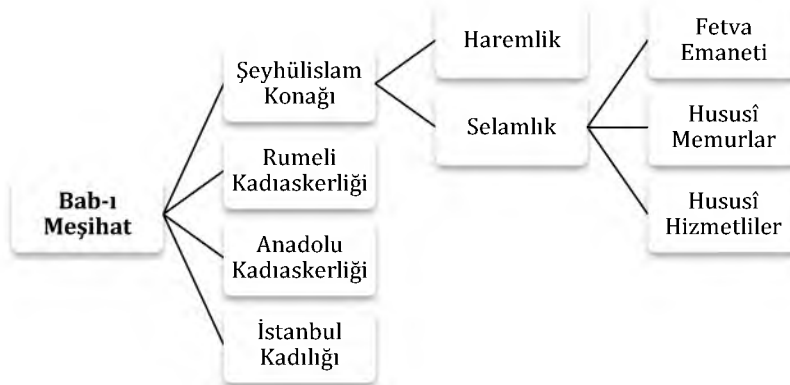 Bab-ı
Meşihat
Şeyhülislam
Konağı
Rumeli
Kadıaskerliği
Anadolu
Kadıaskerliği
İstanbul
Kadılığı
Haremlik
Selamlık
Fetva
Emaneti
Hususî
Memurlar
Hususî
Hizmetliler